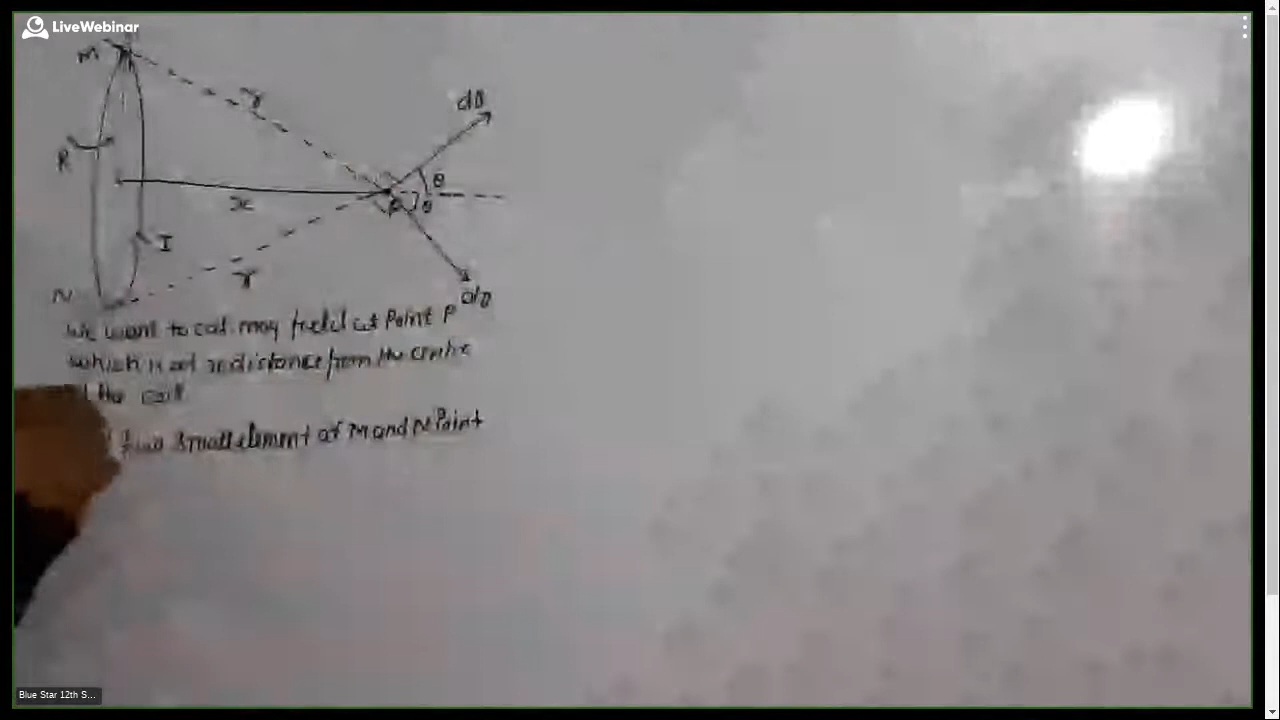 LiveWebinar
M
r
dB
R
θ
P
θ
x
I
r
N
dB
We want to cal. mag field at Point P
which is at x distance from the centre
the coil
two small element at M and N Point
Blue Star 12th S...